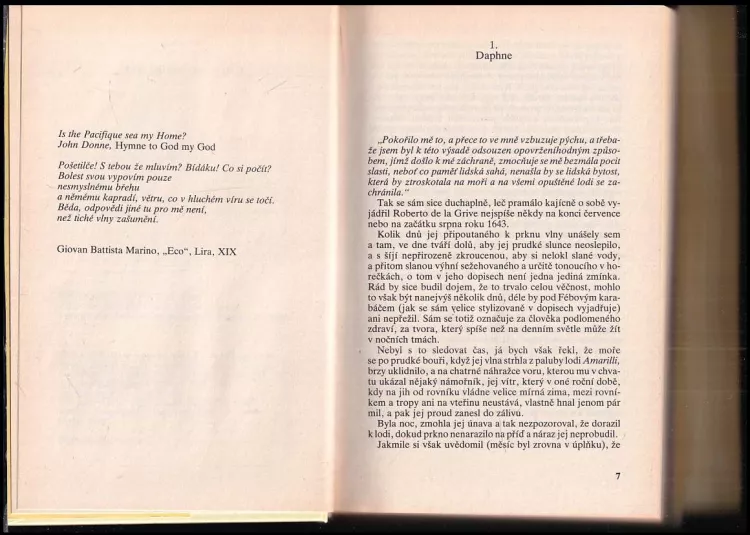 Is the Pacifique sea my Home?
John Donne, Hymne to God my God
Pošetilče! S tebou že mluvím? Bídáku! Co si počít?
Bolest svou vypovím pouze
nesmyslnému břehu
a němému kapradí, větru, co v hluchém víru se točí.
Běda, odpovědi jiné tu pro mě není,
než tiché vlny zašumění.
Giovan Battista Marino, „Eco“, Lira, XIX
1.
Daphne
„Pokořilo mě to, a přece to ve mně vzbuzuje pýchu, a třeba-
že jsem byl k této výsadě odsouzen opovrženíhodným způso-
bem, jímž došlo k mé záchraně, zmocňuje se mě bezmála pocit
slasti, neboť co paměť lidská sahá, nenašla by se lidská bytost,
která by ztroskotala na moři a na všemi opuštěné lodi se za-
chránila.“
Tak se sám sice duchaplně, leč pramálo kajícně o sobě vy-
jádřil Roberto de la Grive nejspíše někdy na konci července
nebo na začátku srpna roku 1643.
Kolik dnů jej připoutaného k prknu vlny unášely sem
a tam, ve dne tváří dolů, aby jej prudké slunce neoslepilo,
a s šíjí nepřirozeně zkroucenou, aby si nelokl slané vody,
a přitom slanou výhní sežehovaného a určitě tonoucího v ho-
rečkách, o tom v jeho dopisech není jedna jediná zmínka.
Rád by sice budil dojem, že to trvalo celou věčnost, mohlo
to však být nanejvýš několik dnů, déle by pod Fébovým kara-
báčem (jak se sám velice stylizovaně v dopisech vyjadřuje)
ani nepřežil. Sám se totiž označuje za člověka podlomeného
zdraví, za tvora, který spíše než na denním světle může žít
v nočních tmách.
Nebyl s to sledovat čas, já bych však řekl, že moře
se po prudké bouři, když jej vlna strhla z paluby lodi Amarilli,
brzy uklidnilo, a na chatrné náhražce voru, kterou mu v chva-
tu ukázal nějaký námořník, jej vítr, který v oné roční době,
kdy na jih od rovníku vládne velice mírná zima, mezi rovní-
kem a tropy ani na vteřinu neustává, vlastně hnal jenom pár
mil, a pak jej proud zanesl do zálivu.
Byla noc, zmohla jej únava a tak nezpozoroval, že dorazil
k lodi, dokud prkno nenarazilo na příď a náraz jej neprobudil.
Jakmile si však uvědomil (měsíc byl zrovna v úplňku), že
7